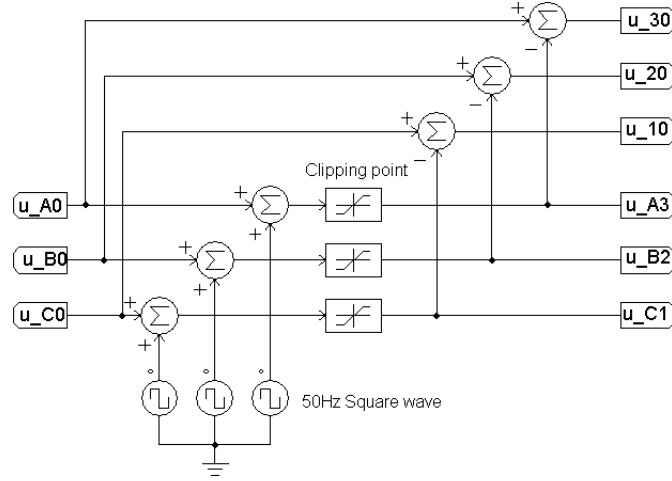 u_30
u_20
u_10
Clipping point
u_A0
u_A3
u_B0
u_B2
u_C0
u_C1
50Hz Square wave